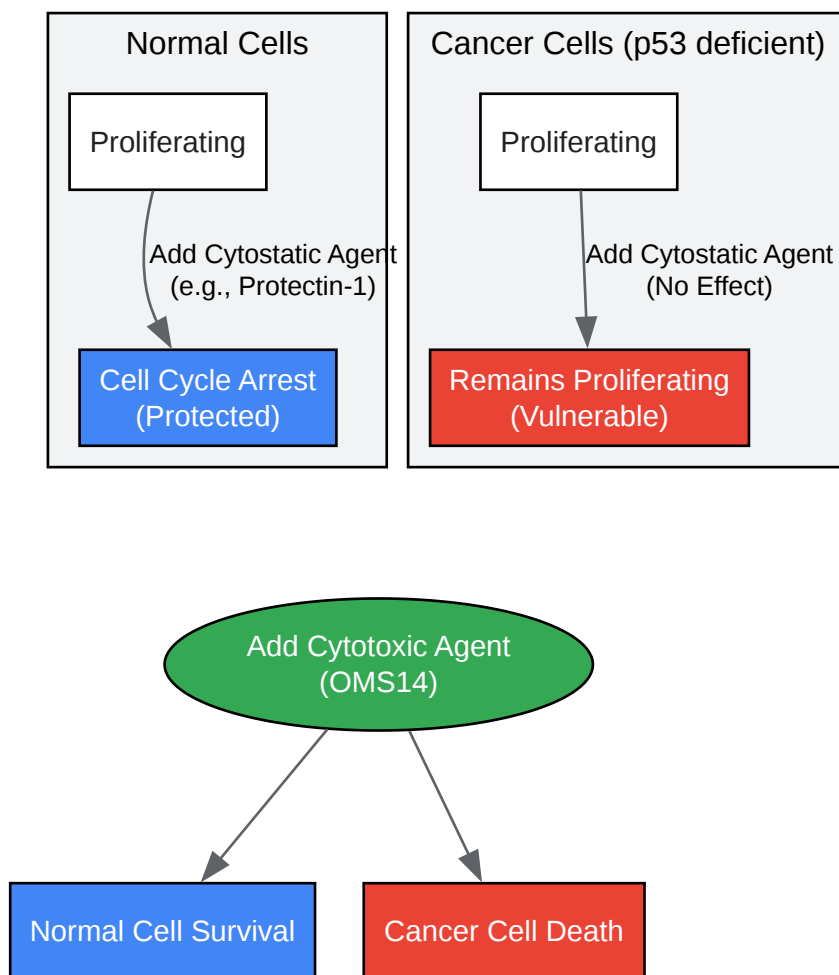 Normal Cells
Proliferating
Add Cytostatic Agent
(e.g., Protectin-1)
Cell Cycle Arrest
(Protected)
Cancer Cells (p53 deficient)
Proliferating
Add Cytostatic Agent
(No Effect)
Remains Proliferating
(Vulnerable)
Add Cytotoxic Agent
(OMS14)
Normal Cell Survival
Cancer Cell Death